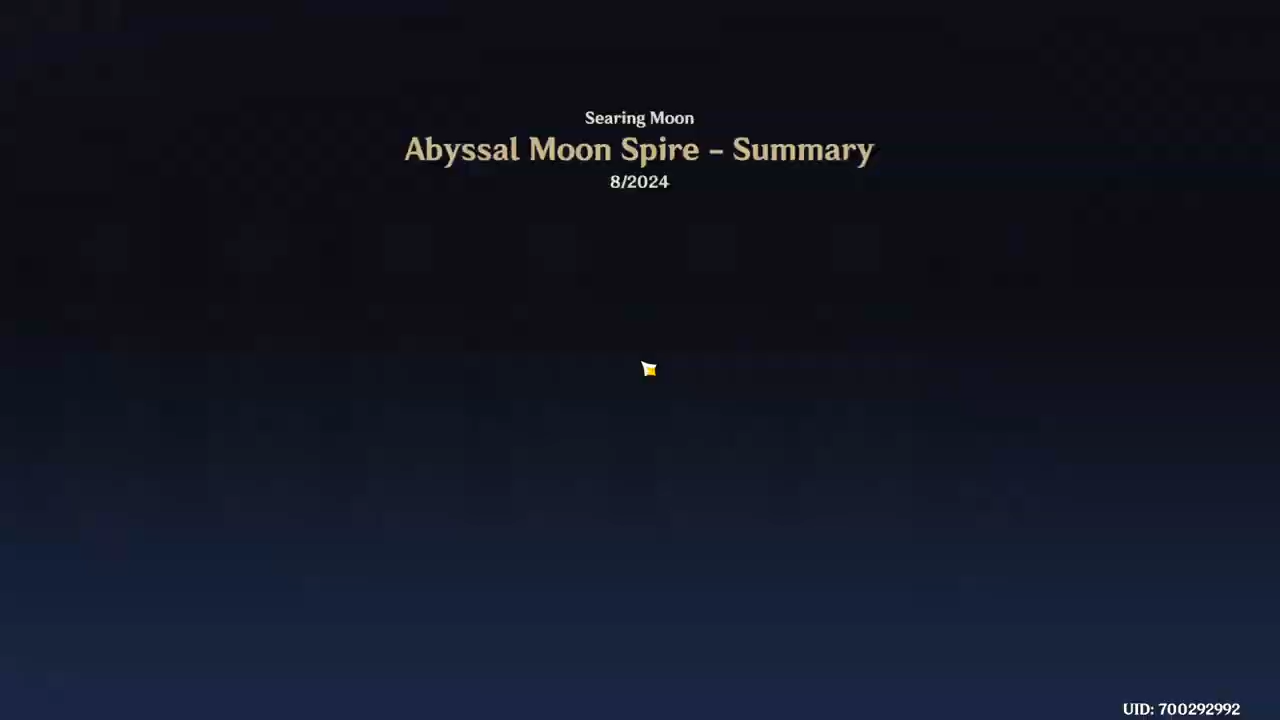 Searing Moon
Abyssal Moon Spire – Summary
8/2024
UID: 700292992